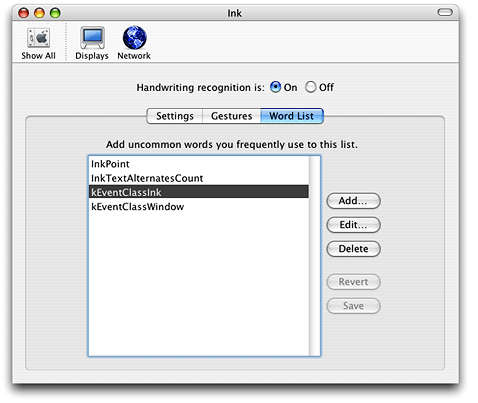 Ink
Show All Displays Network
Handwriting recognition is: On Off
Settings Gestures Word List
Add uncommon words you frequently use to this list.
InkPoint
InkTextAlternatesCount
kEventClassInk
kEventClassWindow
Add...
Edit...
Delete
Revert
Save